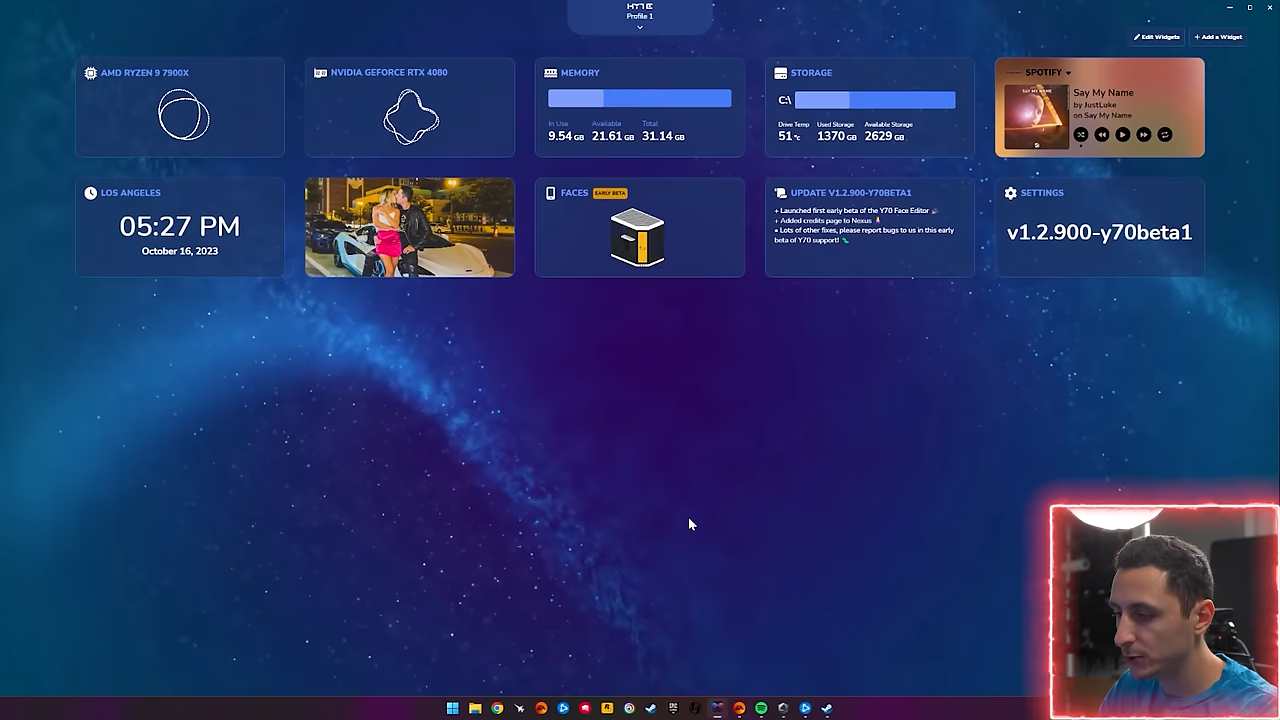 HYTE
Profile 1
Edit Widgets
+ Add a Widget
AMD RYZEN 9 7900X
NVIDIA GEFORCE RTX 4080
MEMORY
In Use Available Total
9.54 GB 21.61 GB 31.14 GB
STORAGE
C:\
Drive Temp Used Storage Available Storage
51 °C 1370 GB 2629 GB
SPOTIFY
SAY MY NAME
Say My Name
by JustLuke
on Say My Name
LOS ANGELES
05:27 PM
October 16, 2023
FACES EARLY BETA
UPDATE V1.2.900-Y70BETA1
+ Launched first early beta of the Y70 Face Editor
+ Added credits page to Nexus
+ Lots of other fixes, please report bugs to us in this early
beta of Y70 support!
SETTINGS
v1.2.900-y70beta1